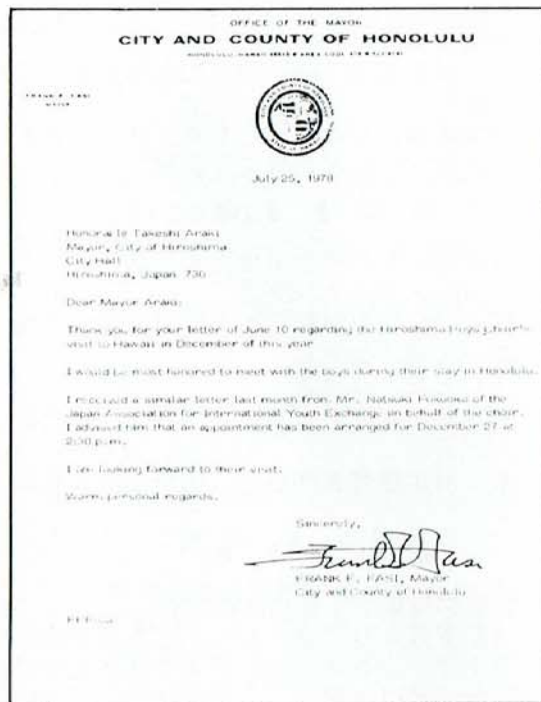 OFFICE OF THE MAYOR
CITY AND COUNTY OF HONOLULU
HONOLULU, HAWAII
FRANK F. FASI
MAYOR
July 25, 1978
Honorable Takeshi Araki
Mayor, City of Hiroshima
City Hall
Hiroshima, Japan 730
Dear Mayor Araki:
Thank you for your letter of June 10 regarding the Hiroshima Boys Choir's
visit to Hawaii in December of this year.
I would be most honored to meet with the boys during their stay in Honolulu.
I received a similar letter last month from Mr. Natsuki Fukuoka of the
Japan Association for International Youth Exchange on behalf of the choir.
I advised him that an appointment has been arranged for December 27 at
2:30 p.m.
I am looking forward to their visit.
Warm personal regards.
Sincerely,
FRANK F. FASI, Mayor
City and County of Honolulu